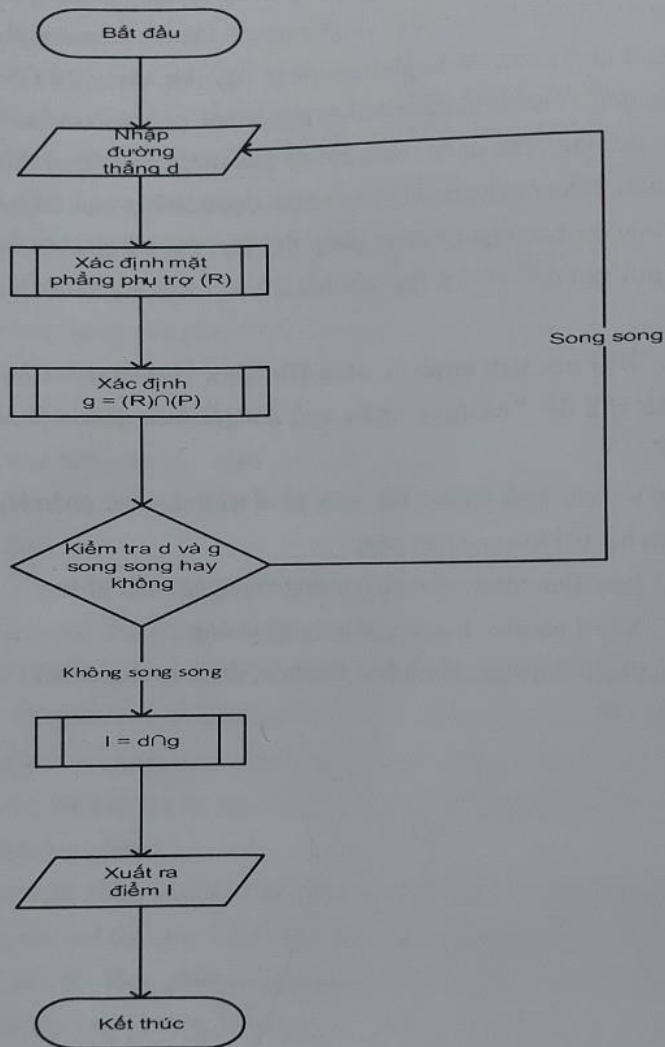 Bắt đầu
Nhập
đường
thẳng d
Xác định mặt
phẳng phụ trợ (R)
Song song
Xác định
g = (R)∩(P)
Kiểm tra d và g
song song hay
không
Không song song
I = d∩g
Xuất ra
điểm I
Kết thúc